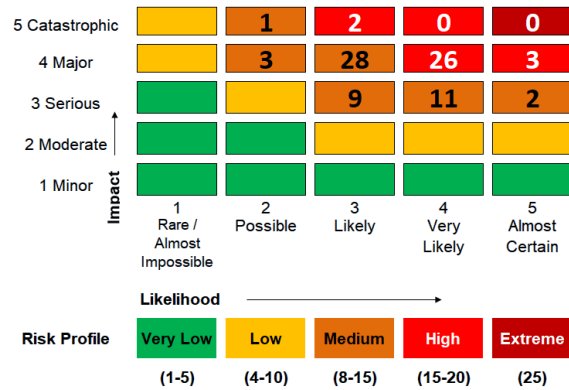 5 Catastrophic 1 2 0 0
4 Major 3 28 26 3
3 Serious 9 11 2
2 Moderate
1 Minor
Impact
1 2 3 4 5
Rare / Possible Likely Very Almost
Almost Likely Certain
Impossible
Likelihood
Risk Profile Very Low Low Medium High Extreme
(1-5) (4-10) (8-15) (15-20) (25)